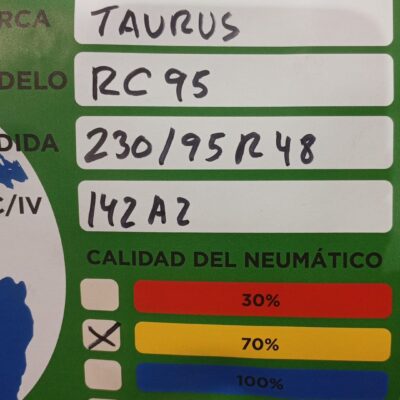 RCA TAURUS
DELO RC 95
DIDA 230/95 R 48
C/IV 142 A2
CALIDAD DEL NEUMÁTICO
30%
X 70%
100%